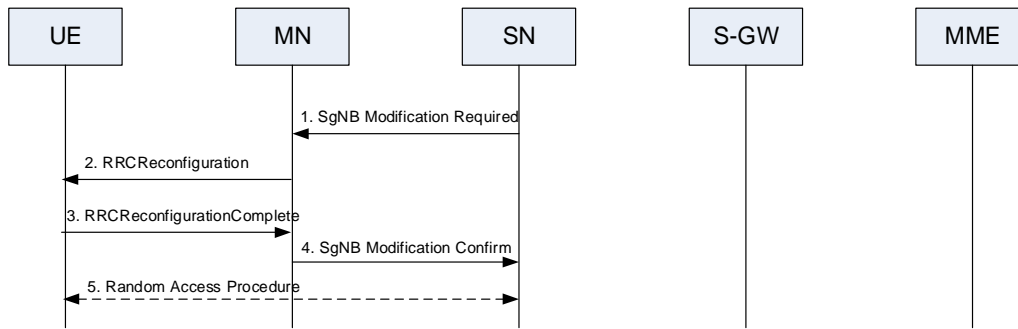 UE
MN
SN
S-GW
MME
1. SgNB Modification Required
2. RRCReconfiguration
3. RRCReconfigurationComplete
4. SgNB Modification Confirm
5. Random Access Procedure